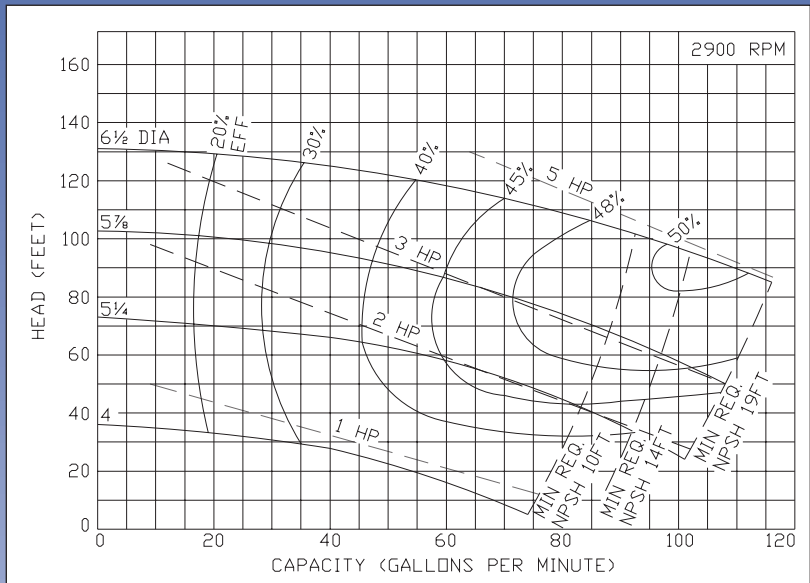 2900 RPM
160
140
120
100
80
60
40
20
0
HEAD (FEET)
6½ DIA
5⅞
5¼
4
20%
EFF
30%
40%
45%
48%
50%
5 HP
3 HP
2 HP
1 HP
MIN REQ.
NPSH 10FT
MIN REQ.
NPSH 14FT
MIN REQ.
NPSH 19FT
0
20
40
60
80
100
120
CAPACITY (GALLONS PER MINUTE)